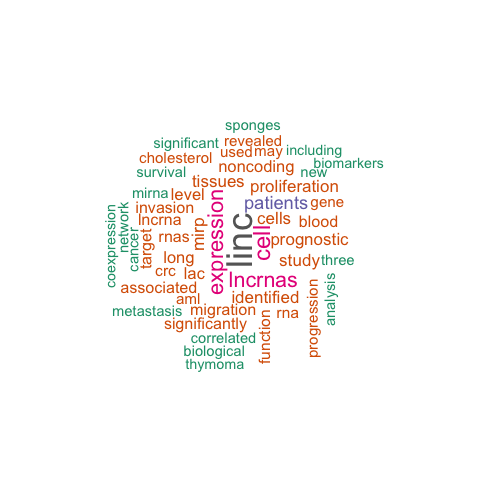 sponges
significant
revealed
cholesterol
used
may
including
survival
noncoding
biomarkers
new
tissues
mirna
level
proliferation
invasion
expression
patients
gene
lncrna
linc
cells
blood
coexpression
network
cancer
target
rnas
mirp
cell
prognostic
long
study
three
crc
lac
lncrnas
associated
aml
identified
metastasis
migration
rna
progression
analysis
significantly
function
correlated
biological
thymoma